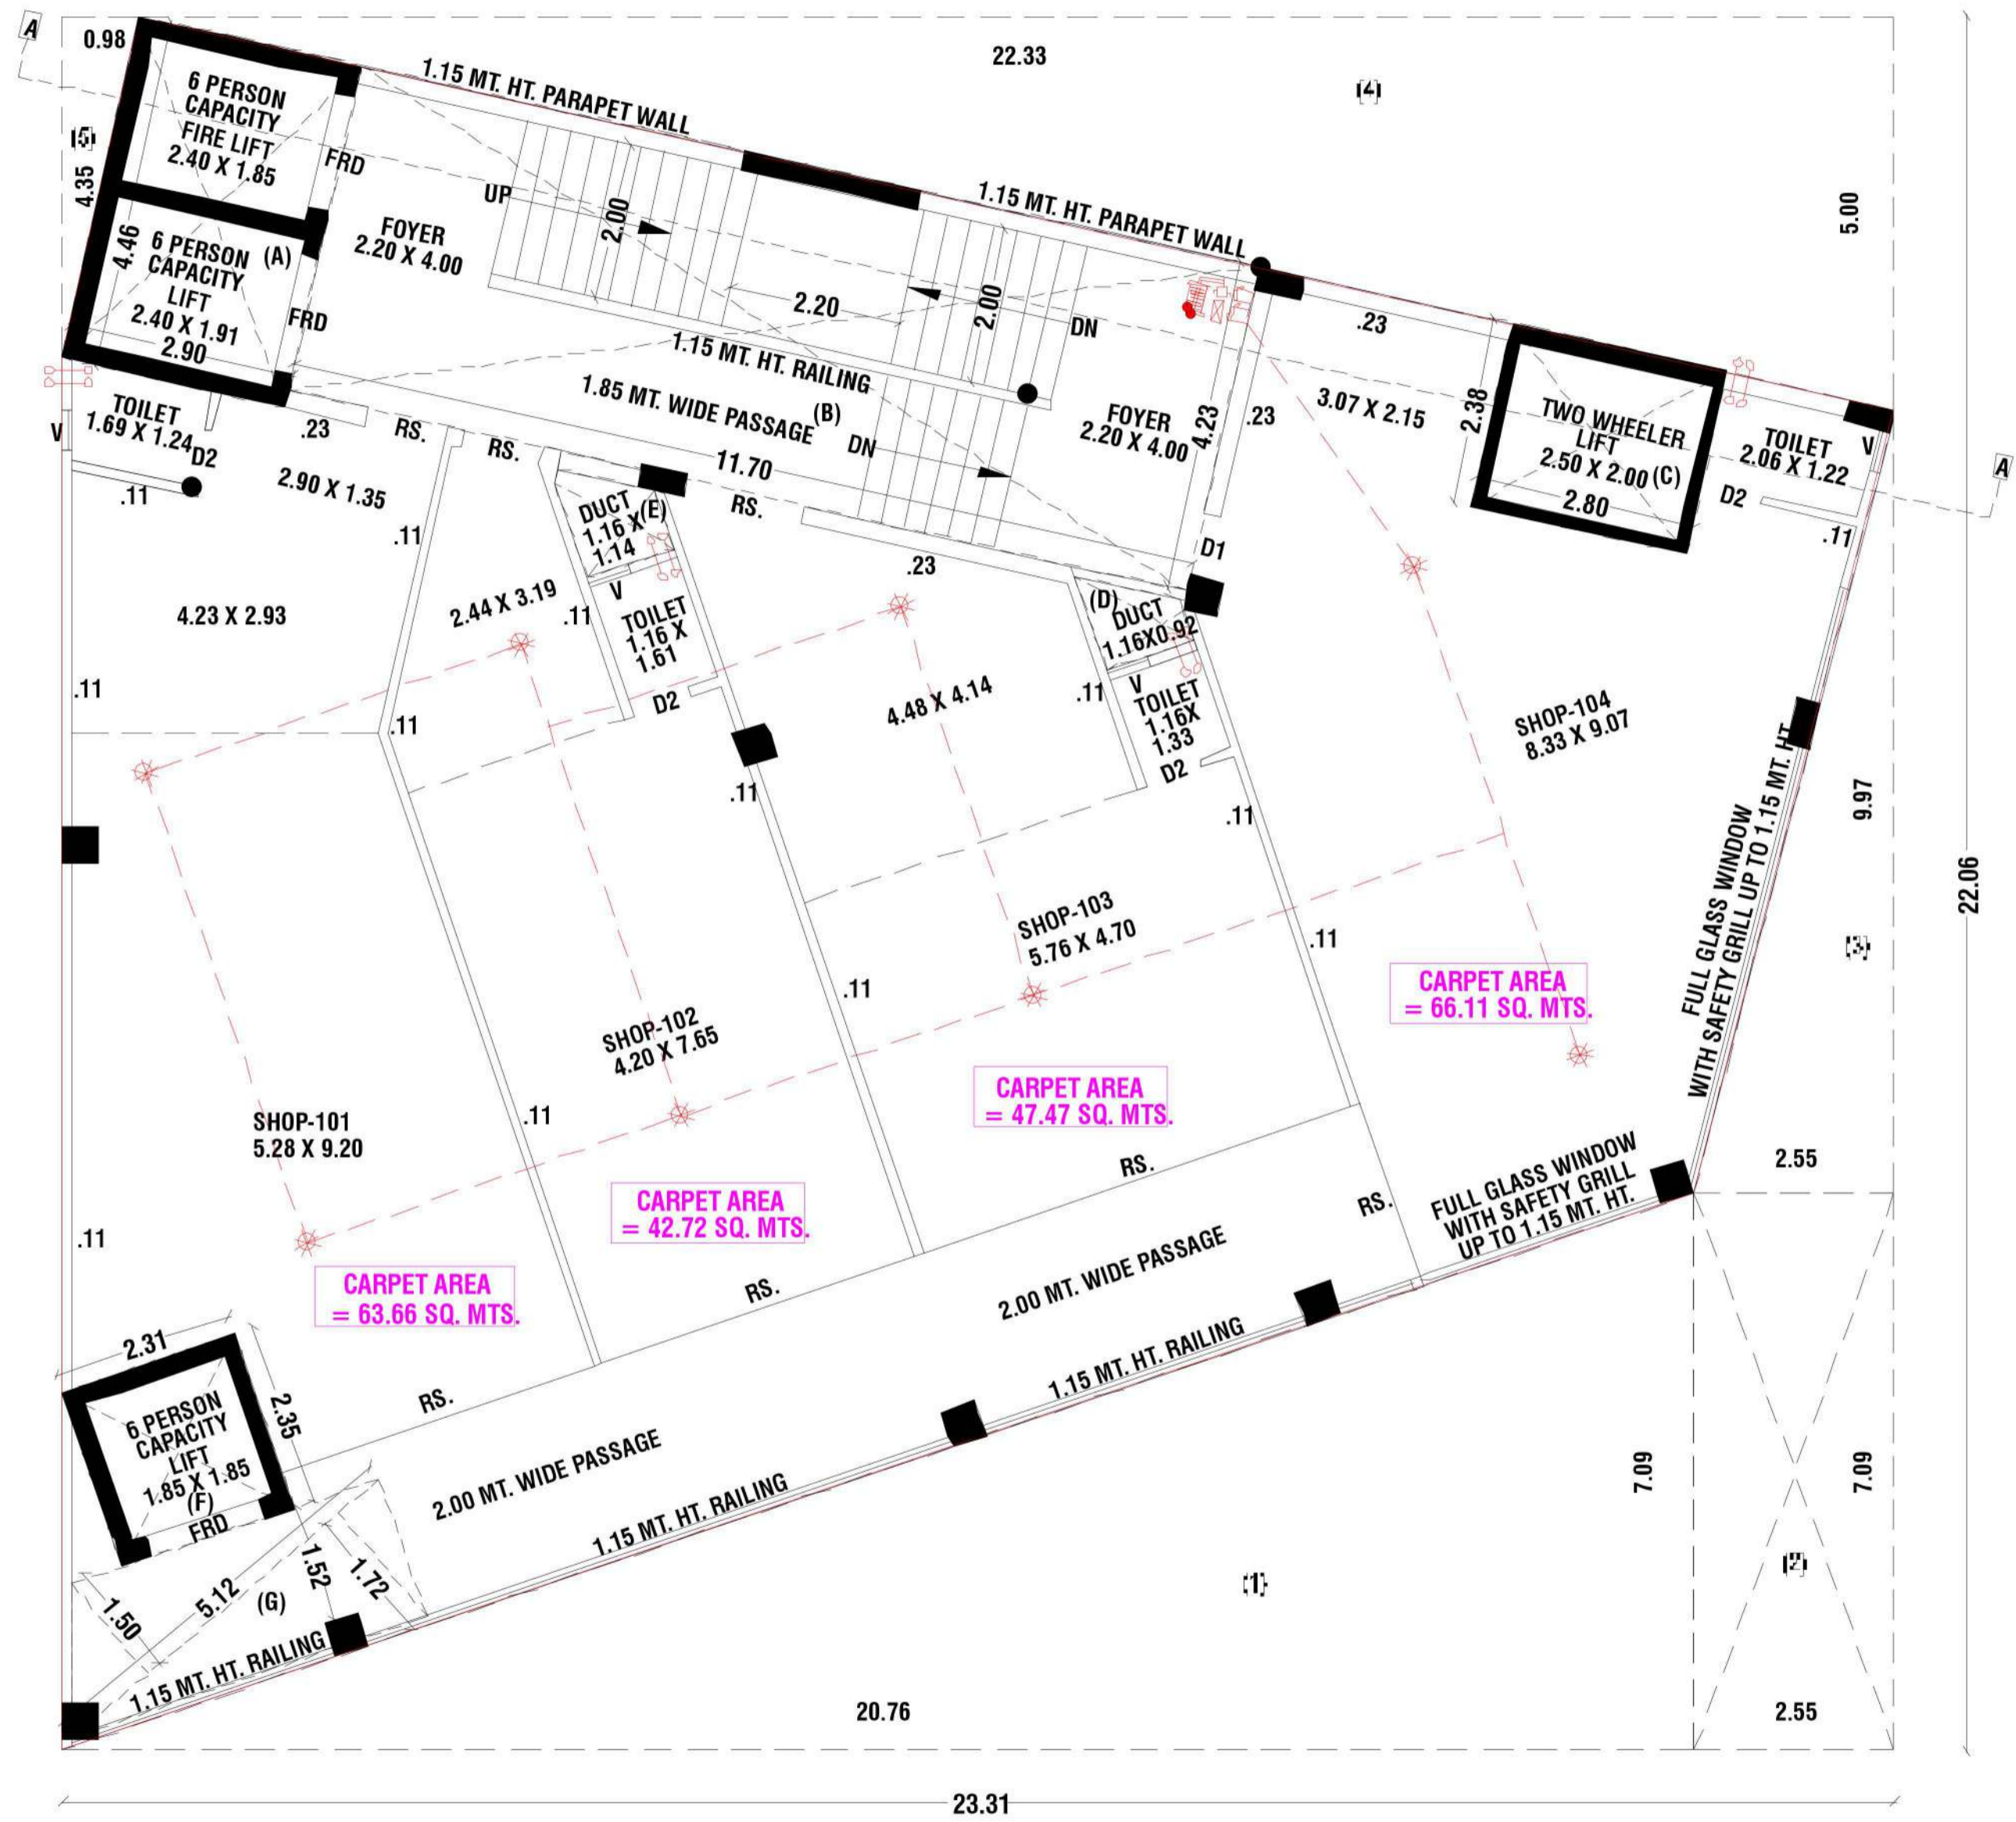 A
0.98
22.33
[4]
6 PERSON
CAPACITY
FIRE LIFT
2.40 X 1.85
[5]
4.35
FRD
1.15 MT. HT. PARAPET WALL
UP
2.00
1.15 MT. HT. PARAPET WALL
5.00
FOYER
2.20 X 4.00
4.46
6 PERSON
(A)
CAPACITY
LIFT
2.40 X 1.91
2.90
FRD
2.20
2.00
DN
1.15 MT. HT. RAILING
1.85 MT. WIDE PASSAGE
(B)
DN
11.70
FOYER
2.20 X 4.00
4.23
.23
.23
3.07 X 2.15
2.38
TWO WHEELER
LIFT
2.50 X 2.00
(C)
2.80
TOILET
2.06 X 1.22
V
D2
.11
A
TOILET
1.69 X 1.24
V
D2
.11
.23
RS.
RS.
2.90 X 1.35
.11
DUCT
(E)
1.16 X
1.14
RS.
.23
D1
V
4.23 X 2.93
2.44 X 3.19
.11
TOILET
1.16 X
1.61
D2
(D)
DUCT
1.16X0.92
V
TOILET
1.16X
1.33
D2
.11
.11
.11
4.48 X 4.14
.11
.11
SHOP-104
8.33 X 9.07
FULL GLASS WINDOW
WITH SAFETY GRILL UP TO 1.15 MT. HT
9.97
22.06
[3]
SHOP-103
5.76 X 4.70
.11
.11
CARPET AREA
= 66.11 SQ. MTS.
SHOP-102
4.20 X 7.65
CARPET AREA
= 47.47 SQ. MTS.
SHOP-101
5.28 X 9.20
.11
.11
CARPET AREA
= 42.72 SQ. MTS.
CARPET AREA
= 63.66 SQ. MTS.
RS.
RS.
RS.
RS.
FULL GLASS WINDOW
WITH SAFETY GRILL
UP TO 1.15 MT. HT.
2.55
2.00 MT. WIDE PASSAGE
1.15 MT. HT. RAILING
2.31
2.35
6 PERSON
CAPACITY
LIFT
1.85 X 1.85
(F)
FRD
2.00 MT. WIDE PASSAGE
1.15 MT. HT. RAILING
7.09
7.09
[2]
[1]
1.50
5.12
(G)
1.52
1.72
1.15 MT. HT. RAILING
20.76
2.55
23.31